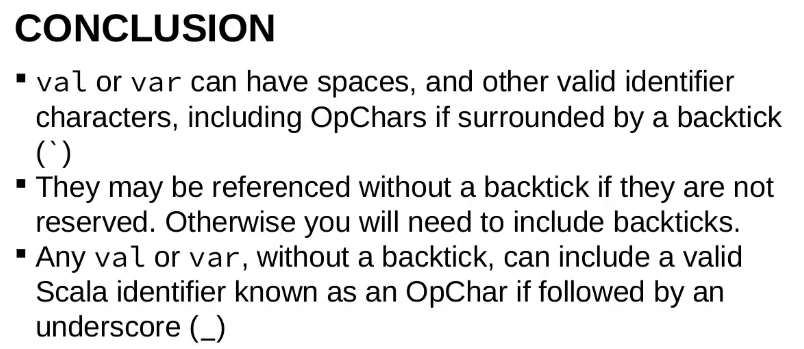 CONCLUSION
▪ val or var can have spaces, and other valid identifier
characters, including OpChars if surrounded by a backtick
(`)
▪ They may be referenced without a backtick if they are not
reserved. Otherwise you will need to include backticks.
▪ Any val or var, without a backtick, can include a valid
Scala identifier known as an OpChar if followed by an
underscore (_)